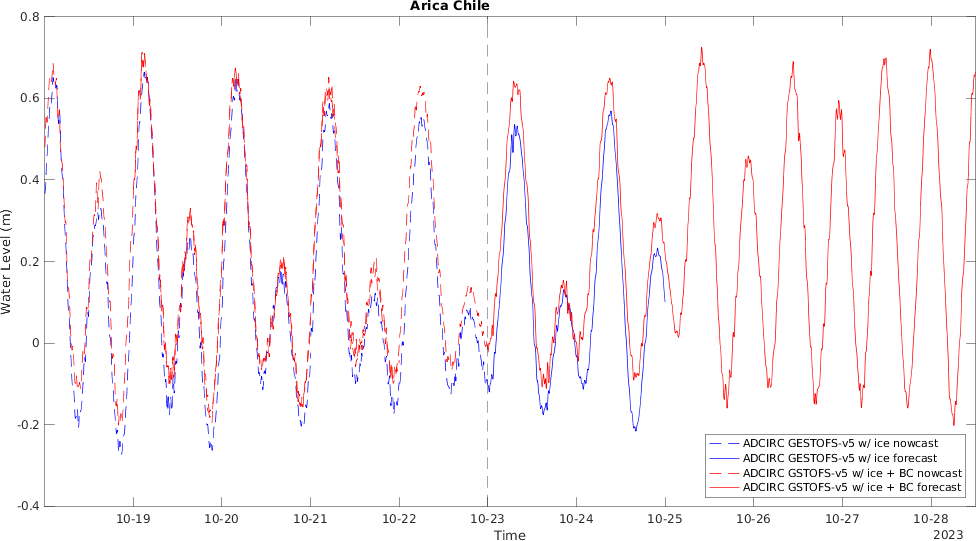 Arica Chile
0.8
0.6
0.4
0.2
0
-0.2
-0.4
Water Level (m)
ADCIRC GESTOFS-v5 w/ ice nowcast
ADCIRC GESTOFS-v5 w/ ice forecast
ADCIRC GSTOFS-v5 w/ ice + BC nowcast
ADCIRC GSTOFS-v5 w/ ice + BC forecast
10-19 10-20 10-21 10-22 10-23 10-24 10-25 10-26 10-27 10-28
Time
2023